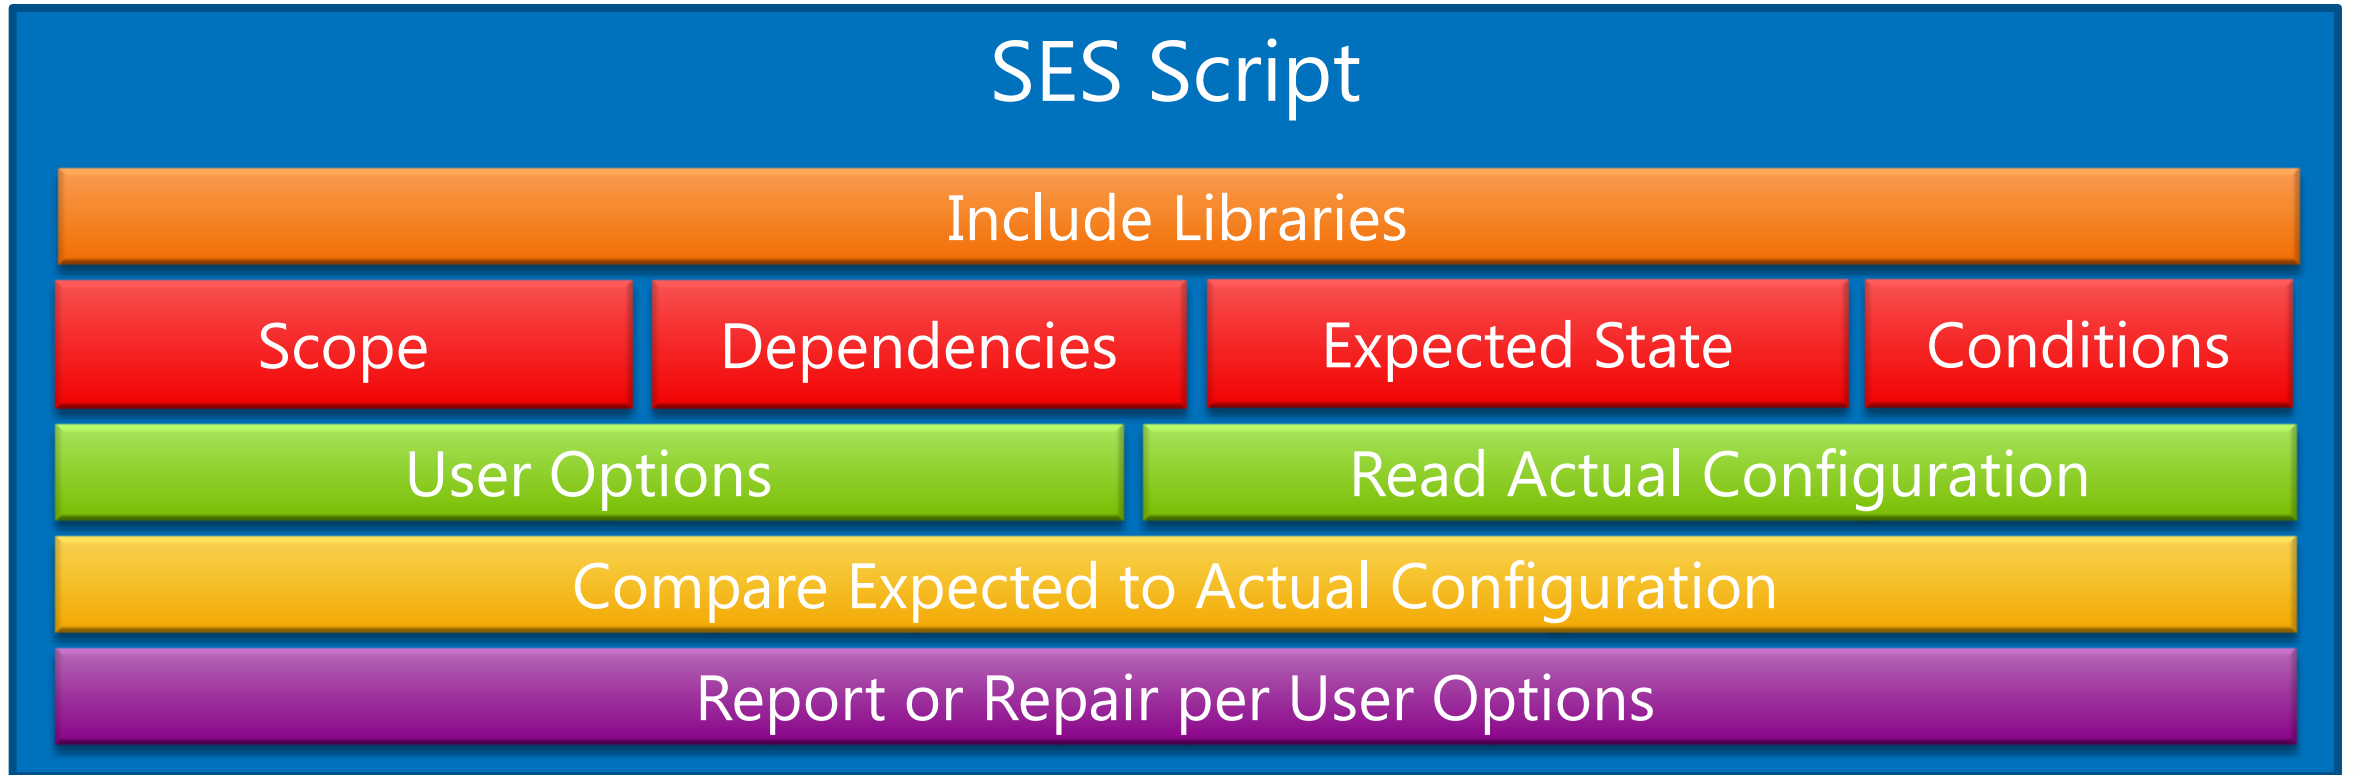 SES Script
Include Libraries
Scope
Dependencies
Expected State
Conditions
User Options
Read Actual Configuration
Compare Expected to Actual Configuration
Report or Repair per User Options